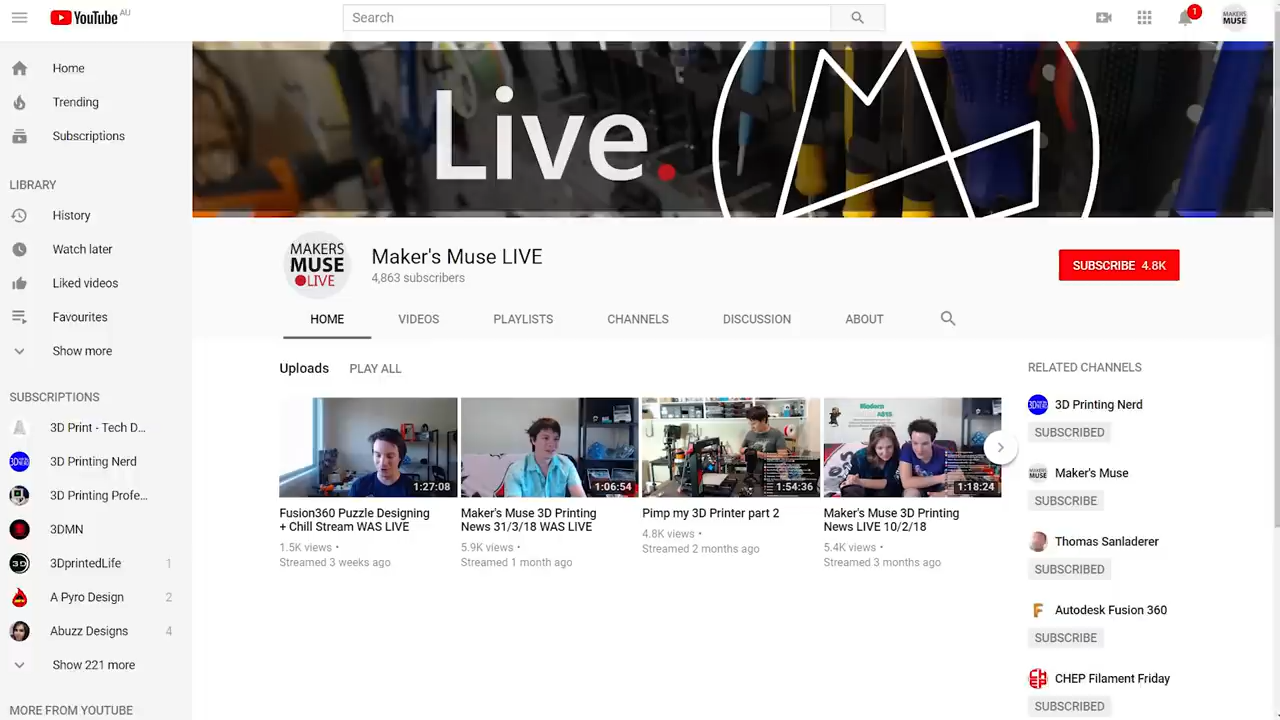 YouTube AU
Search
1
MAKERS
MUSE
Home
Trending
Subscriptions
LIBRARY
History
Watch later
Liked videos
Favourites
Show more
SUBSCRIPTIONS
3D Print - Tech D...
3D Printing Nerd
3D Printing Profe...
3DMN
3DprintedLife 1
A Pyro Design 2
Abuzz Designs 4
Show 221 more
MORE FROM YOUTUBE
Live.
MAKERS
MUSE
LIVE
Maker's Muse LIVE
4,863 subscribers
SUBSCRIBE 4.8K
HOME VIDEOS PLAYLISTS CHANNELS DISCUSSION ABOUT
Uploads PLAY ALL
1:27:08
Fusion360 Puzzle Designing
+ Chill Stream WAS LIVE
1.5K views •
Streamed 3 weeks ago
1:06:54
Maker's Muse 3D Printing
News 31/3/18 WAS LIVE
5.9K views •
Streamed 1 month ago
1:54:36
Pimp my 3D Printer part 2
4.8K views •
Streamed 2 months ago
Modern
1:18:24
Maker's Muse 3D Printing
News LIVE 10/2/18
5.4K views •
Streamed 3 months ago
RELATED CHANNELS
3D Printing Nerd
SUBSCRIBED
Maker's Muse
SUBSCRIBE
Thomas Sanladerer
SUBSCRIBED
Autodesk Fusion 360
SUBSCRIBE
CHEP Filament Friday
SUBSCRIBED